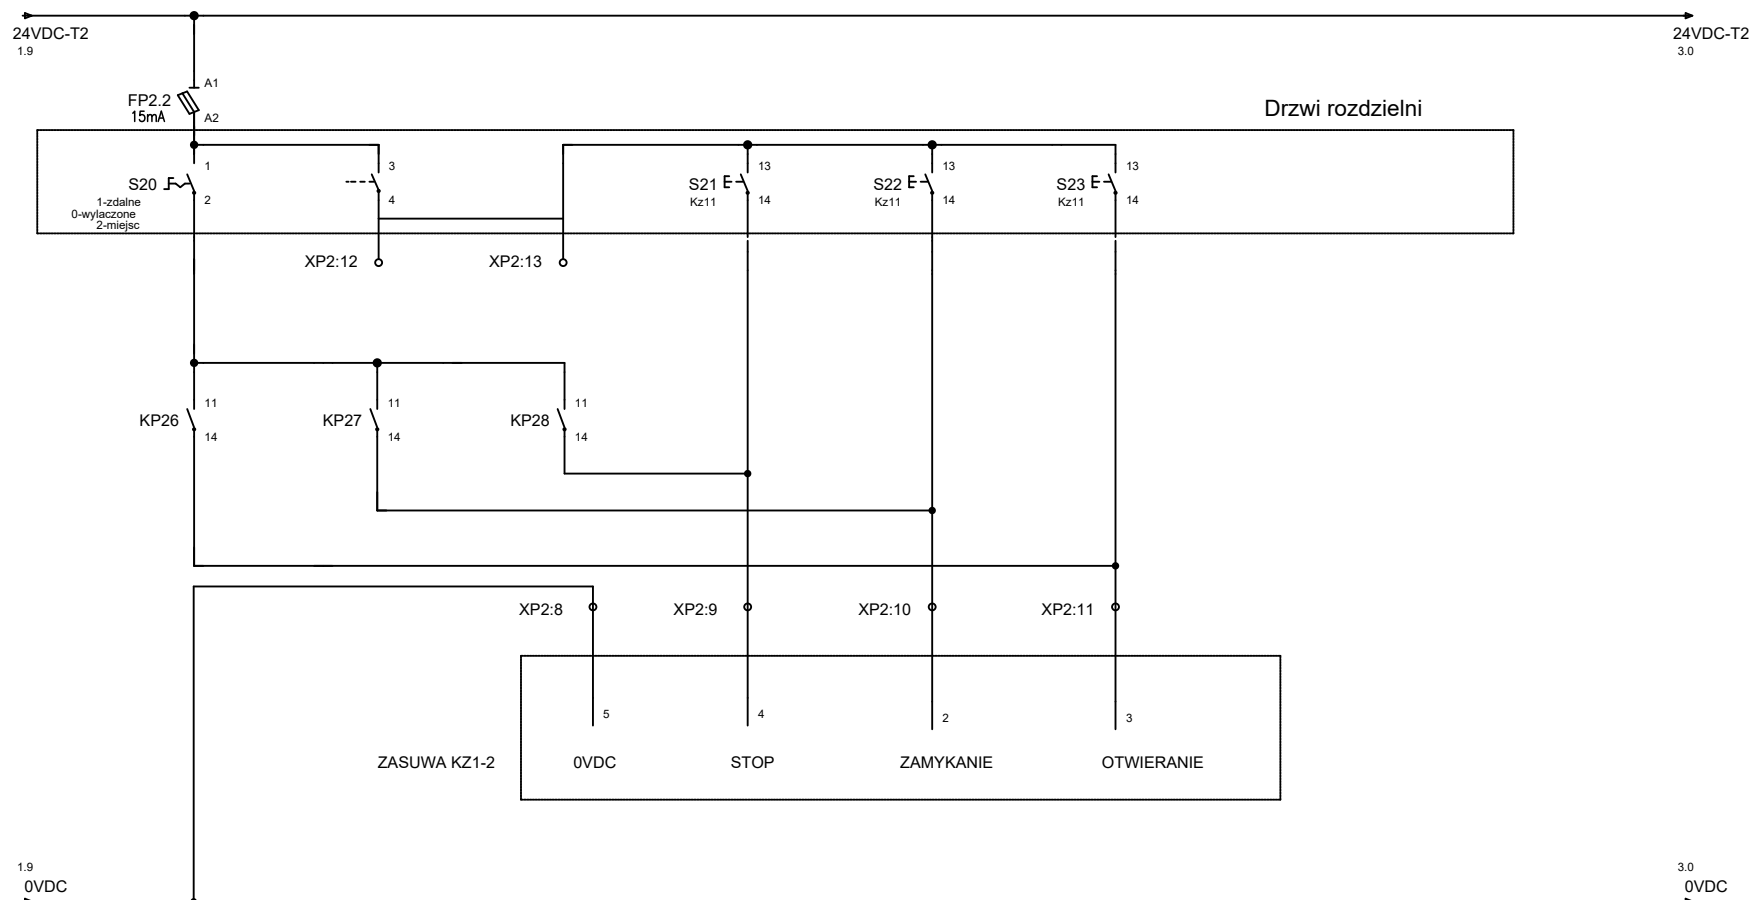 24VDC-T2
1.9
24VDC-T2
3.0
A1
FP2.2
15mA
A2
Drzwi rozdzielni
1
S20
2
1-zdalne
0-wylaczone
2-miejsc
3
4
13
S21
Kz11
14
13
S22
Kz11
14
13
S23
Kz11
14
XP2:12
XP2:13
11
KP26
14
11
KP27
14
11
KP28
14
XP2:8
XP2:9
XP2:10
XP2:11
5
4
2
3
ZASUWA KZ1-2
0VDC
STOP
ZAMYKANIE
OTWIERANIE
1.9
0VDC
3.0
0VDC